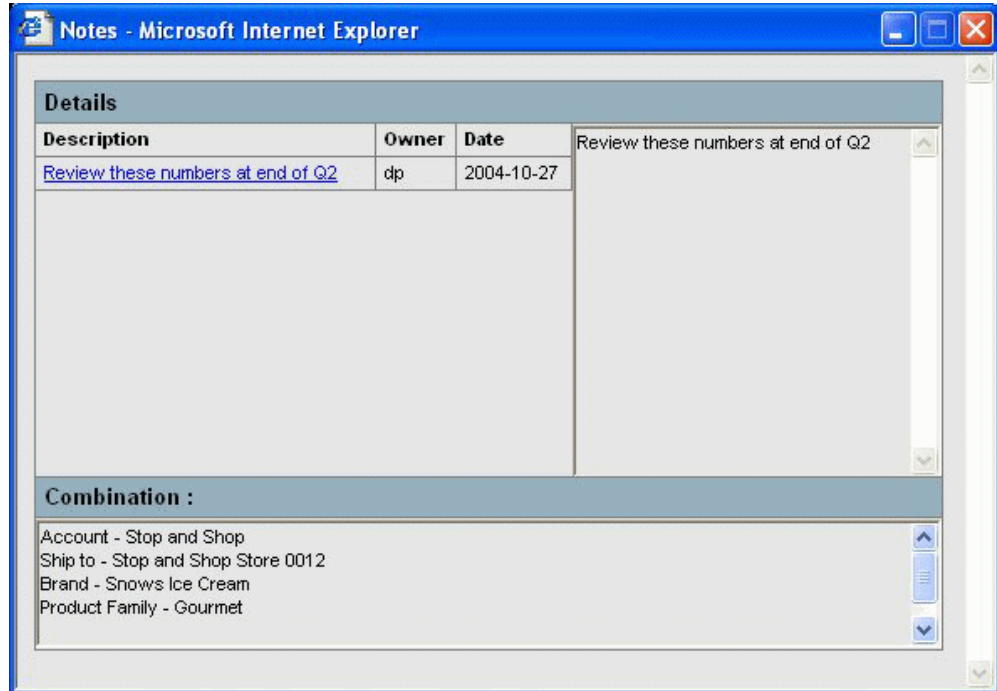 Notes - Microsoft Internet Explorer
Details
Description Owner Date
Review these numbers at end of Q2 dp 2004-10-27
Review these numbers at end of Q2
Combination :
Account - Stop and Shop
Ship to - Stop and Shop Store 0012
Brand - Snows Ice Cream
Product Family - Gourmet